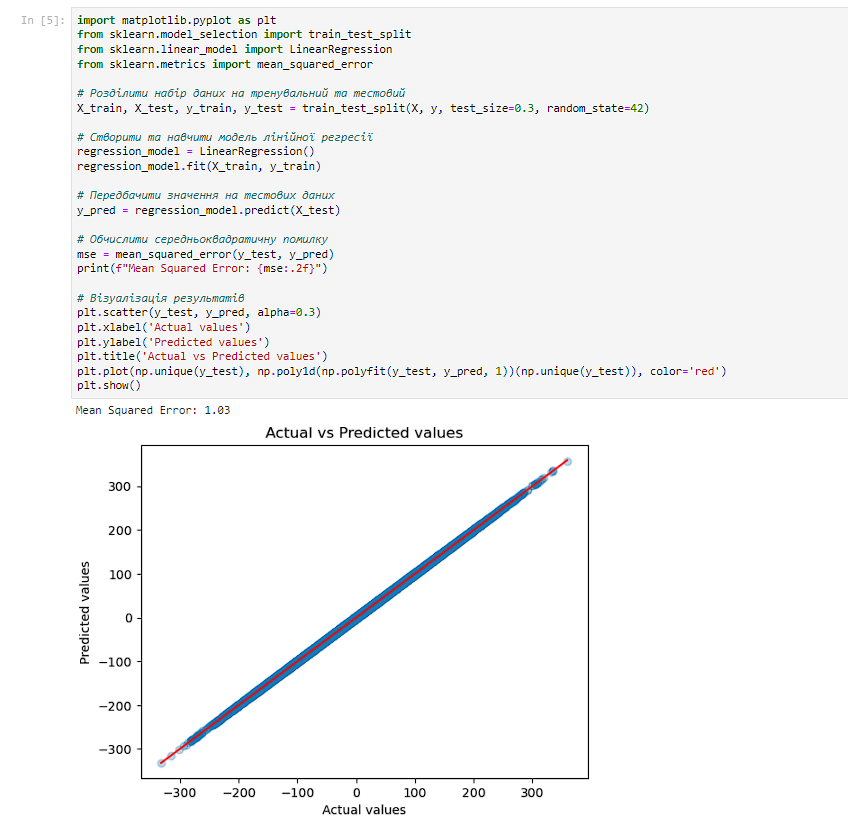 In [5]:
import matplotlib.pyplot as plt
from sklearn.model_selection import train_test_split
from sklearn.linear_model import LinearRegression
from sklearn.metrics import mean_squared_error
# Розділити набір даних на тренувальний та тестовий
X_train, X_test, y_train, y_test = train_test_split(X, y, test_size=0.3, random_state=42)
# Створити та навчити модель лінійної регресії
regression_model = LinearRegression()
regression_model.fit(X_train, y_train)
# Передбачити значення на тестових даних
y_pred = regression_model.predict(X_test)
# Обчислити середньоквадратичну помилку
mse = mean_squared_error(y_test, y_pred)
print(f"Mean Squared Error: {mse:.2f}")
# Візуалізація результатів
plt.scatter(y_test, y_pred, alpha=0.3)
plt.xlabel('Actual values')
plt.ylabel('Predicted values')
plt.title('Actual vs Predicted values')
plt.plot(np.unique(y_test), np.poly1d(np.polyfit(y_test, y_pred, 1))(np.unique(y_test)), color='red')
plt.show()
Mean Squared Error: 1.03
Actual vs Predicted values
Predicted values
300
200
100
0
−100
−200
−300
−300 −200 −100 0 100 200 300
Actual values